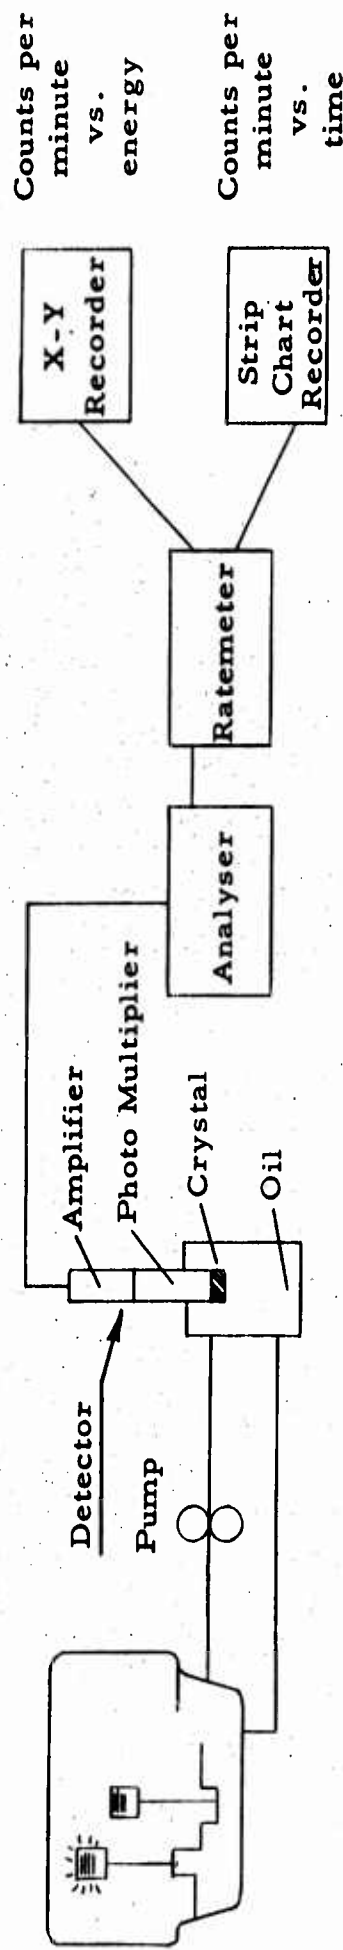 Detector
Pump
Amplifier
Photo Multiplier
Crystal
Oil
Analyser
Ratemeter
X-Y
Recorder
Counts per
minute
vs.
energy
Strip
Chart
Recorder
Counts per
minute
vs.
time